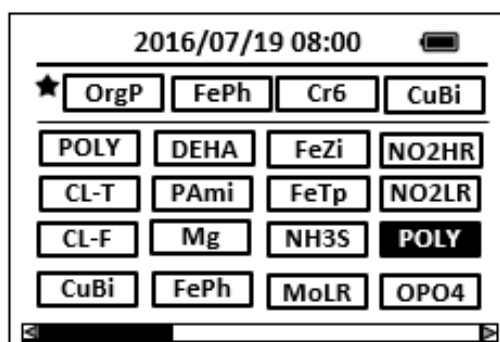 2016/07/19 08:00
OrgP FePh Cr6 CuBi
POLY DEHA FeZi NO2HR
CL-T PAmi FeTp NO2LR
CL-F Mg NH3S POLY
CuBi FePh MoLR OPO4